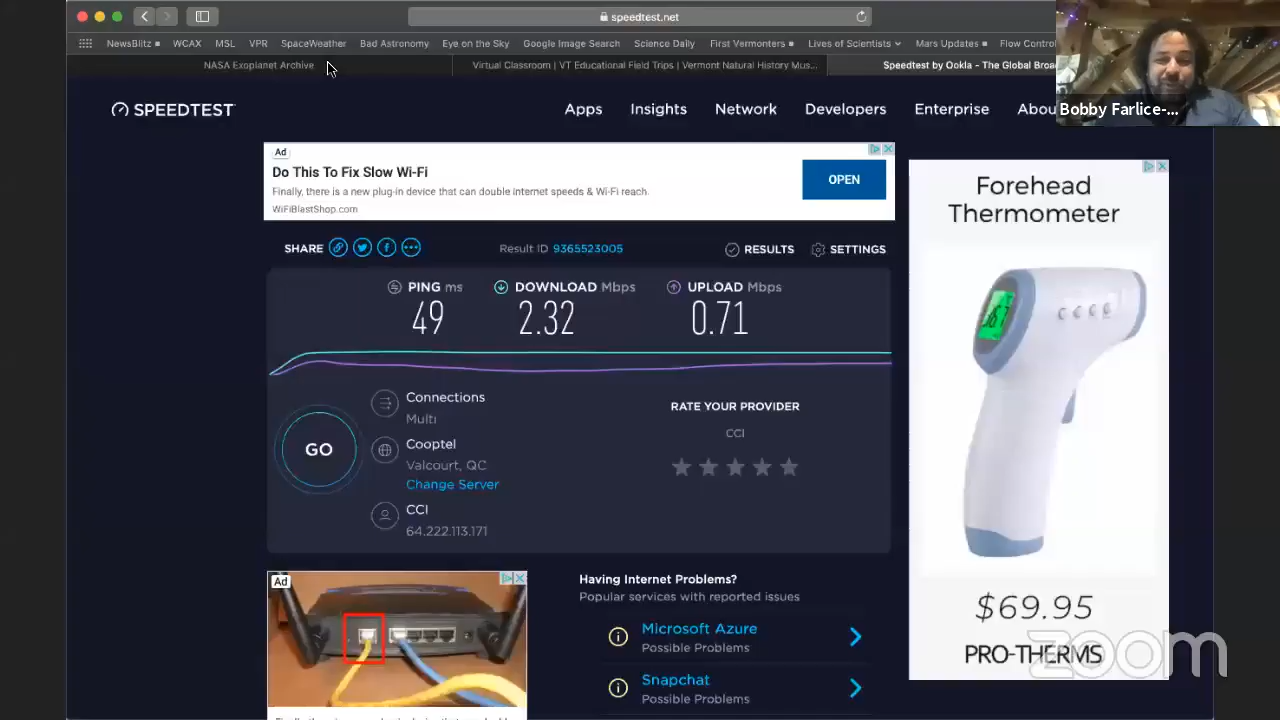 speedtest.net
NewsBlitz WCAX MSL VPR SpaceWeather Bad Astronomy Eye on the Sky Google Image Search Science Daily First Vermonters Lives of Scientists Mars Updates Flow Control
NASA Exoplanet Archive Virtual Classroom | VT Educational Field Trips | Vermont Natural History Mus... Speedtest by Ookla - The Global Broa
Bobby Farlice-...
SPEEDTEST Apps Insights Network Developers Enterprise Abou
Ad
Do This To Fix Slow Wi-Fi
Finally, there is a new plug-in device that can double internet speeds & Wi-Fi reach.
WiFiBlastShop.com
OPEN
SHARE Result ID 9365523005 RESULTS SETTINGS
PING ms DOWNLOAD Mbps UPLOAD Mbps
49 2.32 0.71
Connections
Multi
Cooptel
Valcourt, QC
Change Server
CCI
64.222.113.171
GO
RATE YOUR PROVIDER
CCI
Forehead
Thermometer
$69.95
PRO-THERMS
zoom
Ad
Having Internet Problems?
Popular services with reported issues
Microsoft Azure
Possible Problems
Snapchat
Possible Problems